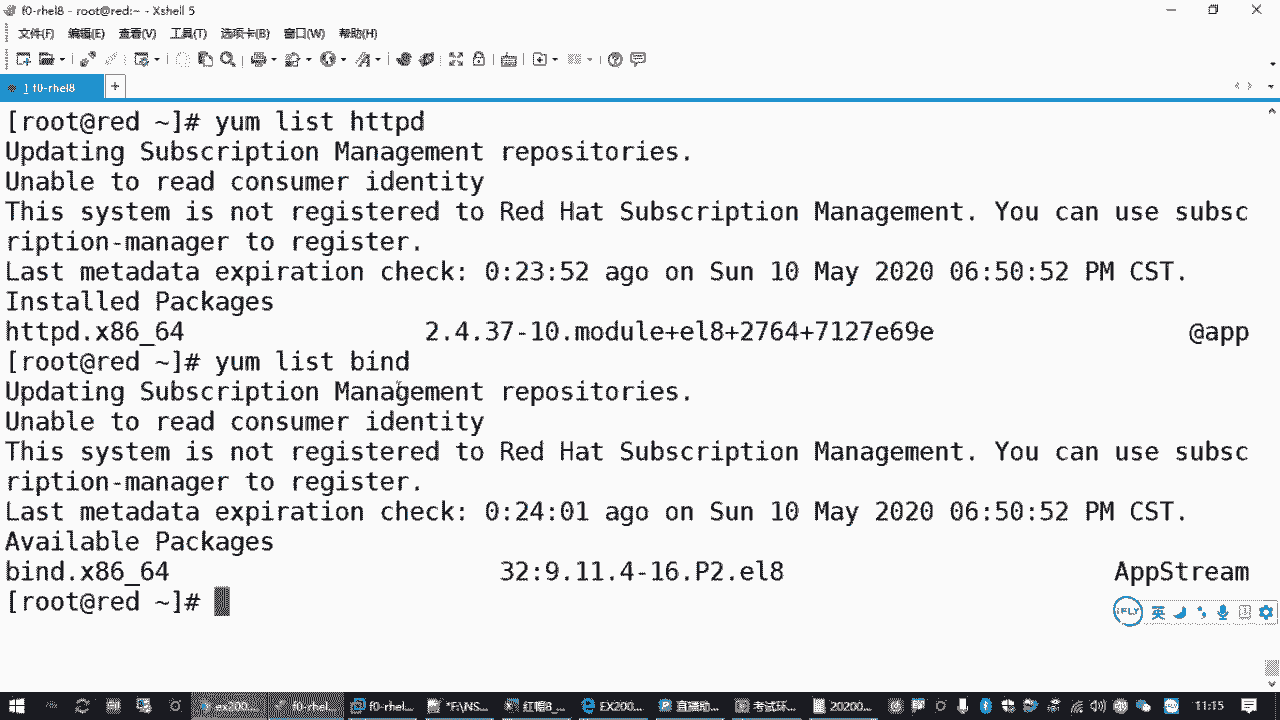 f0-rhel8 - root@red:~ - Xshell 5
文件(F) 编辑(E) 查看(V) 工具(T) 选项卡(B) 窗口(W) 帮助(H)
1 f0-rhel8
[root@red ~]# yum list httpd
Updating Subscription Management repositories.
Unable to read consumer identity
This system is not registered to Red Hat Subscription Management. You can use subsc
ription-manager to register.
Last metadata expiration check: 0:23:52 ago on Sun 10 May 2020 06:50:52 PM CST.
Installed Packages
httpd.x86_64 2.4.37-10.module+el8+2764+7127e69e @app
[root@red ~]# yum list bind
Updating Subscription Management repositories.
Unable to read consumer identity
This system is not registered to Red Hat Subscription Management. You can use subsc
ription-manager to register.
Last metadata expiration check: 0:24:01 ago on Sun 10 May 2020 06:50:52 PM CST.
Available Packages
bind.x86_64 32:9.11.4-16.P2.el8 AppStream
[root@red ~]#
iFLY 英
ex200... f0-rhel... f0-rhel... *E:\NS... 红帽8_... EX200... 直播助... 考试环... 20200... 11:15